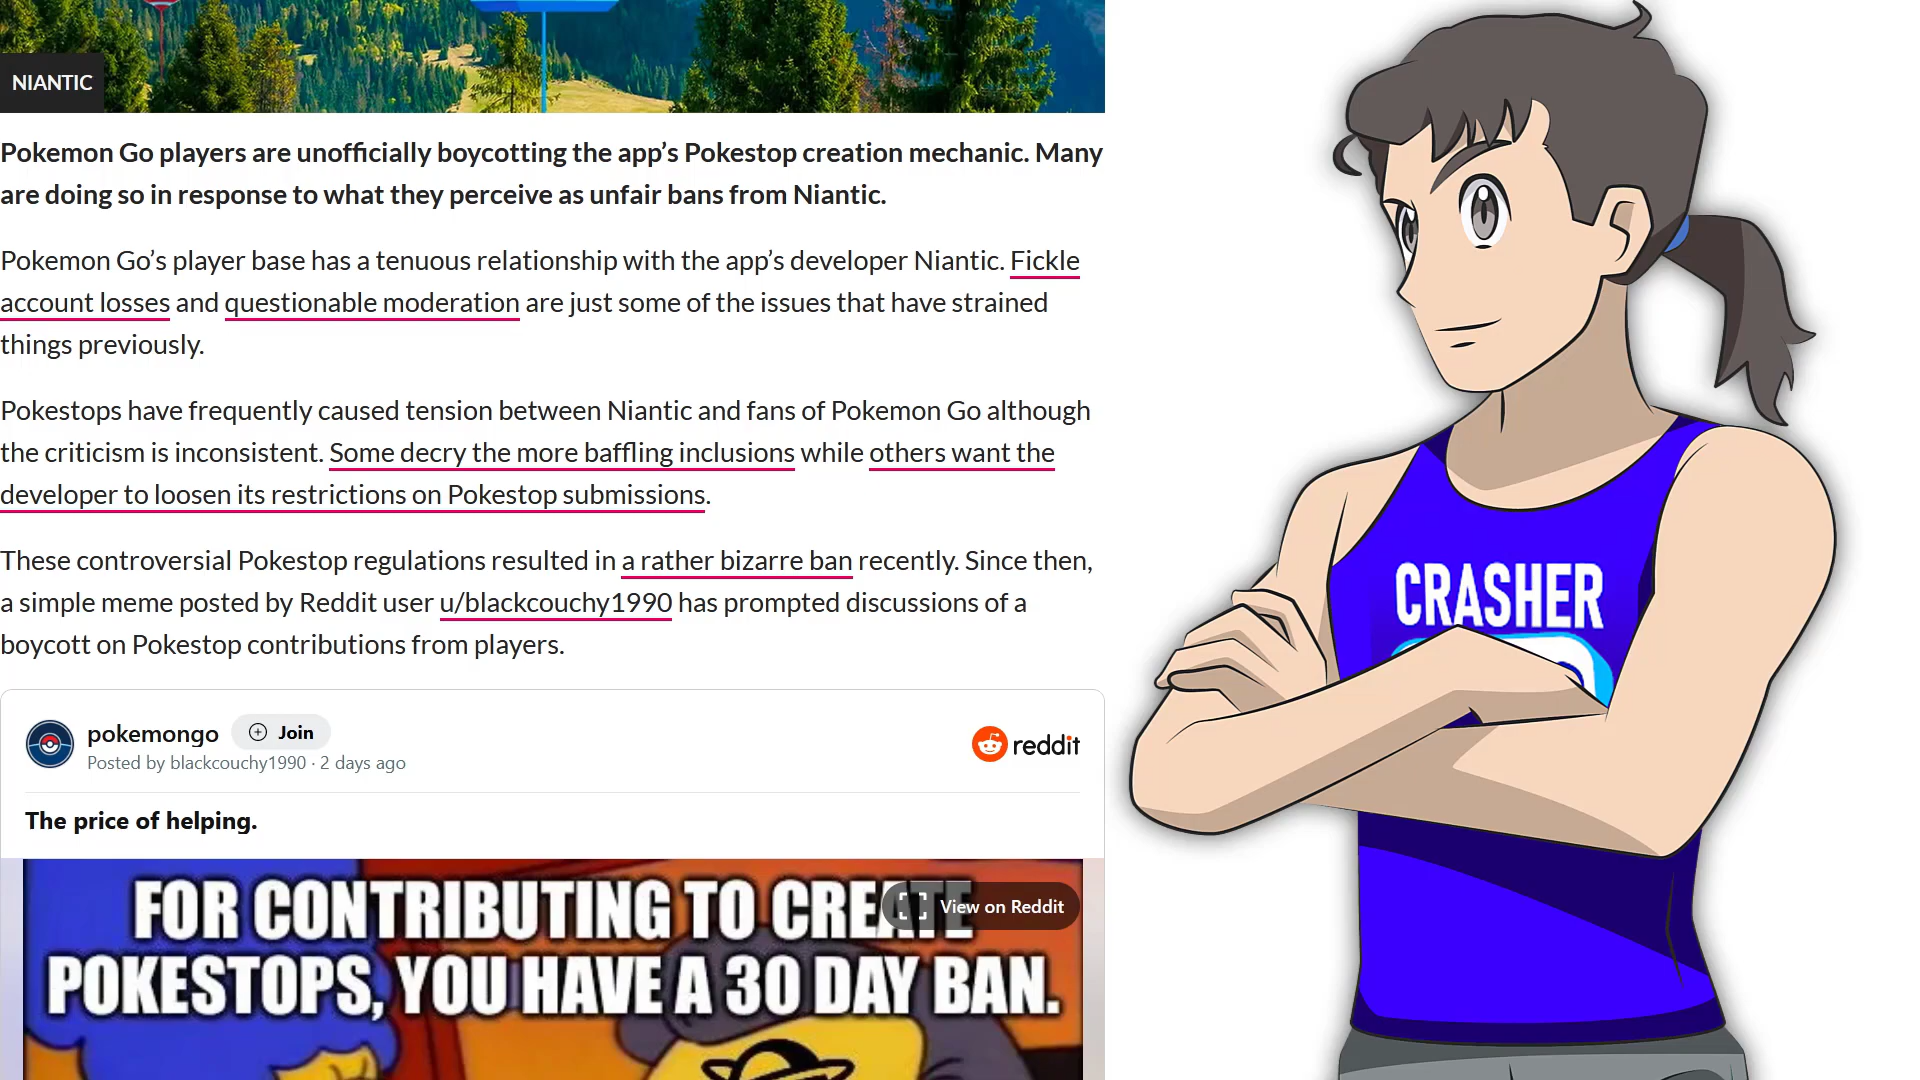 NIANTIC
Pokemon Go players are unofficially boycotting the app’s Pokestop creation mechanic. Many
are doing so in response to what they perceive as unfair bans from Niantic.
Pokemon Go’s player base has a tenuous relationship with the app’s developer Niantic. Fickle
account losses and questionable moderation are just some of the issues that have strained
things previously.
Pokestops have frequently caused tension between Niantic and fans of Pokemon Go although
the criticism is inconsistent. Some decry the more baffling inclusions while others want the
developer to loosen its restrictions on Pokestop submissions.
These controversial Pokestop regulations resulted in a rather bizarre ban recently. Since then,
a simple meme posted by Reddit user u/blackcouchy1990 has prompted discussions of a
boycott on Pokestop contributions from players.
pokemongo Join
Posted by blackcouchy1990 · 2 days ago
reddit
The price of helping.
FOR CONTRIBUTING TO CREATE
View on Reddit
POKESTOPS, YOU HAVE A 30 DAY BAN.
CRASHER